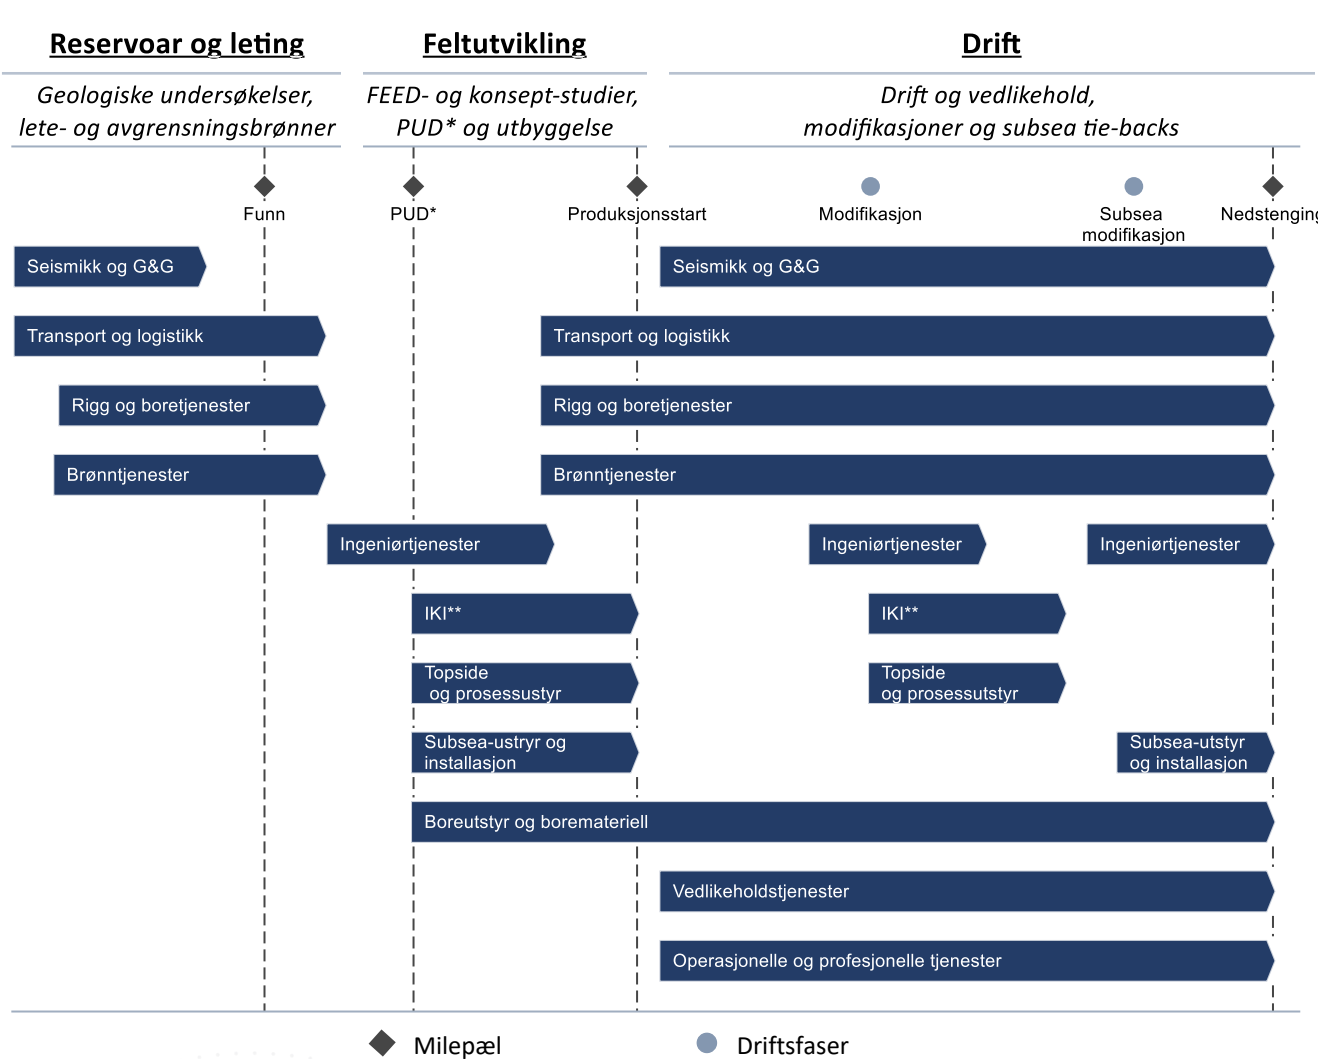 Reservoar og leting
Feltutvikling
Drift
Geologiske undersøkelser,
lete- og avgrensningsbrønner
FEED- og konsept-studier,
PUD* og utbyggelse
Drift og vedlikehold,
modifikasjoner og subsea tie-backs
Funn
PUD*
Produksjonsstart
Modifikasjon
Subsea
modifikasjon
Nedstenging
Seismikk og G&G
Seismikk og G&G
Transport og logistikk
Transport og logistikk
Rigg og boretjenester
Rigg og boretjenester
Brønntjenester
Brønntjenester
Ingeniørtjenester
Ingeniørtjenester
Ingeniørtjenester
IKI**
IKI**
Topside
og prosessustyr
Topside
og prosessutstyr
Subsea-ustryr og
installasjon
Subsea-utstyr
og installasjon
Boreutstyr og boremateriell
Vedlikeholdstjenester
Operasjonelle og profesjonelle tjenester
Milepæl
Driftsfaser